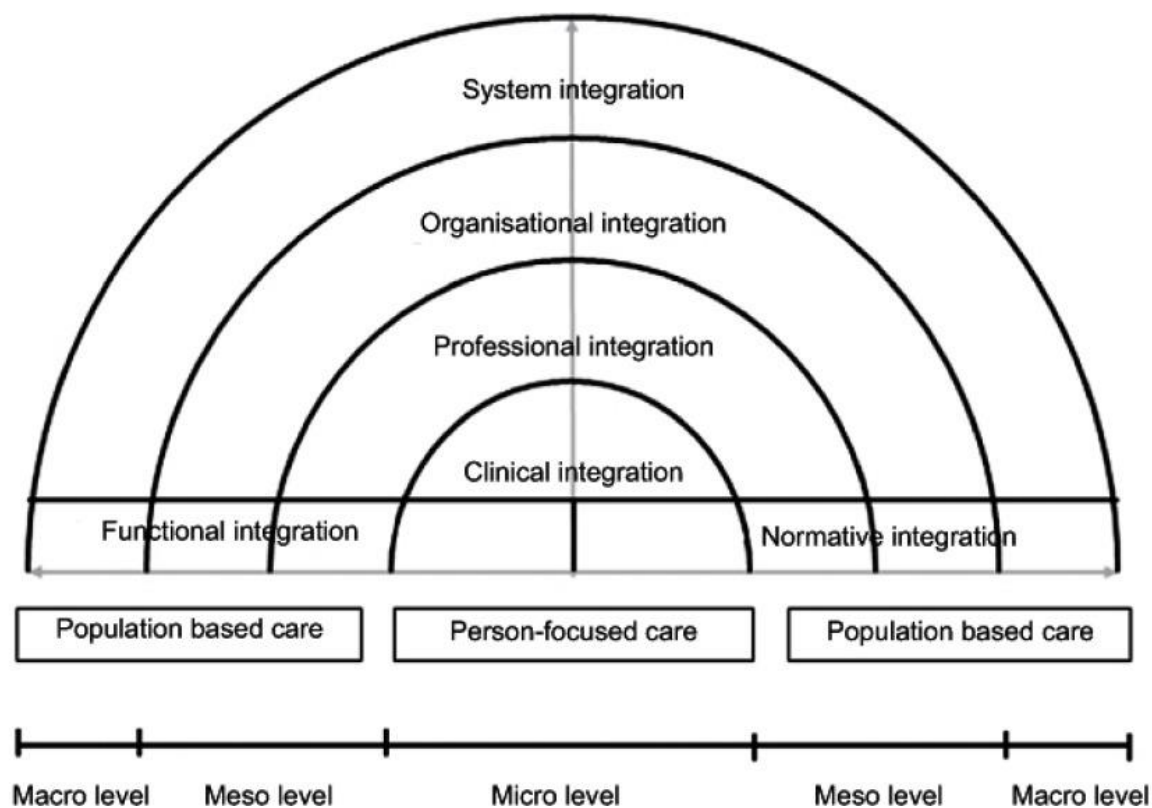 System integration
Organisational integration
Professional integration
Clinical integration
Functional integration
Normative integration
Population based care
Person-focused care
Population based care
Macro level
Meso level
Micro level
Meso level
Macro level